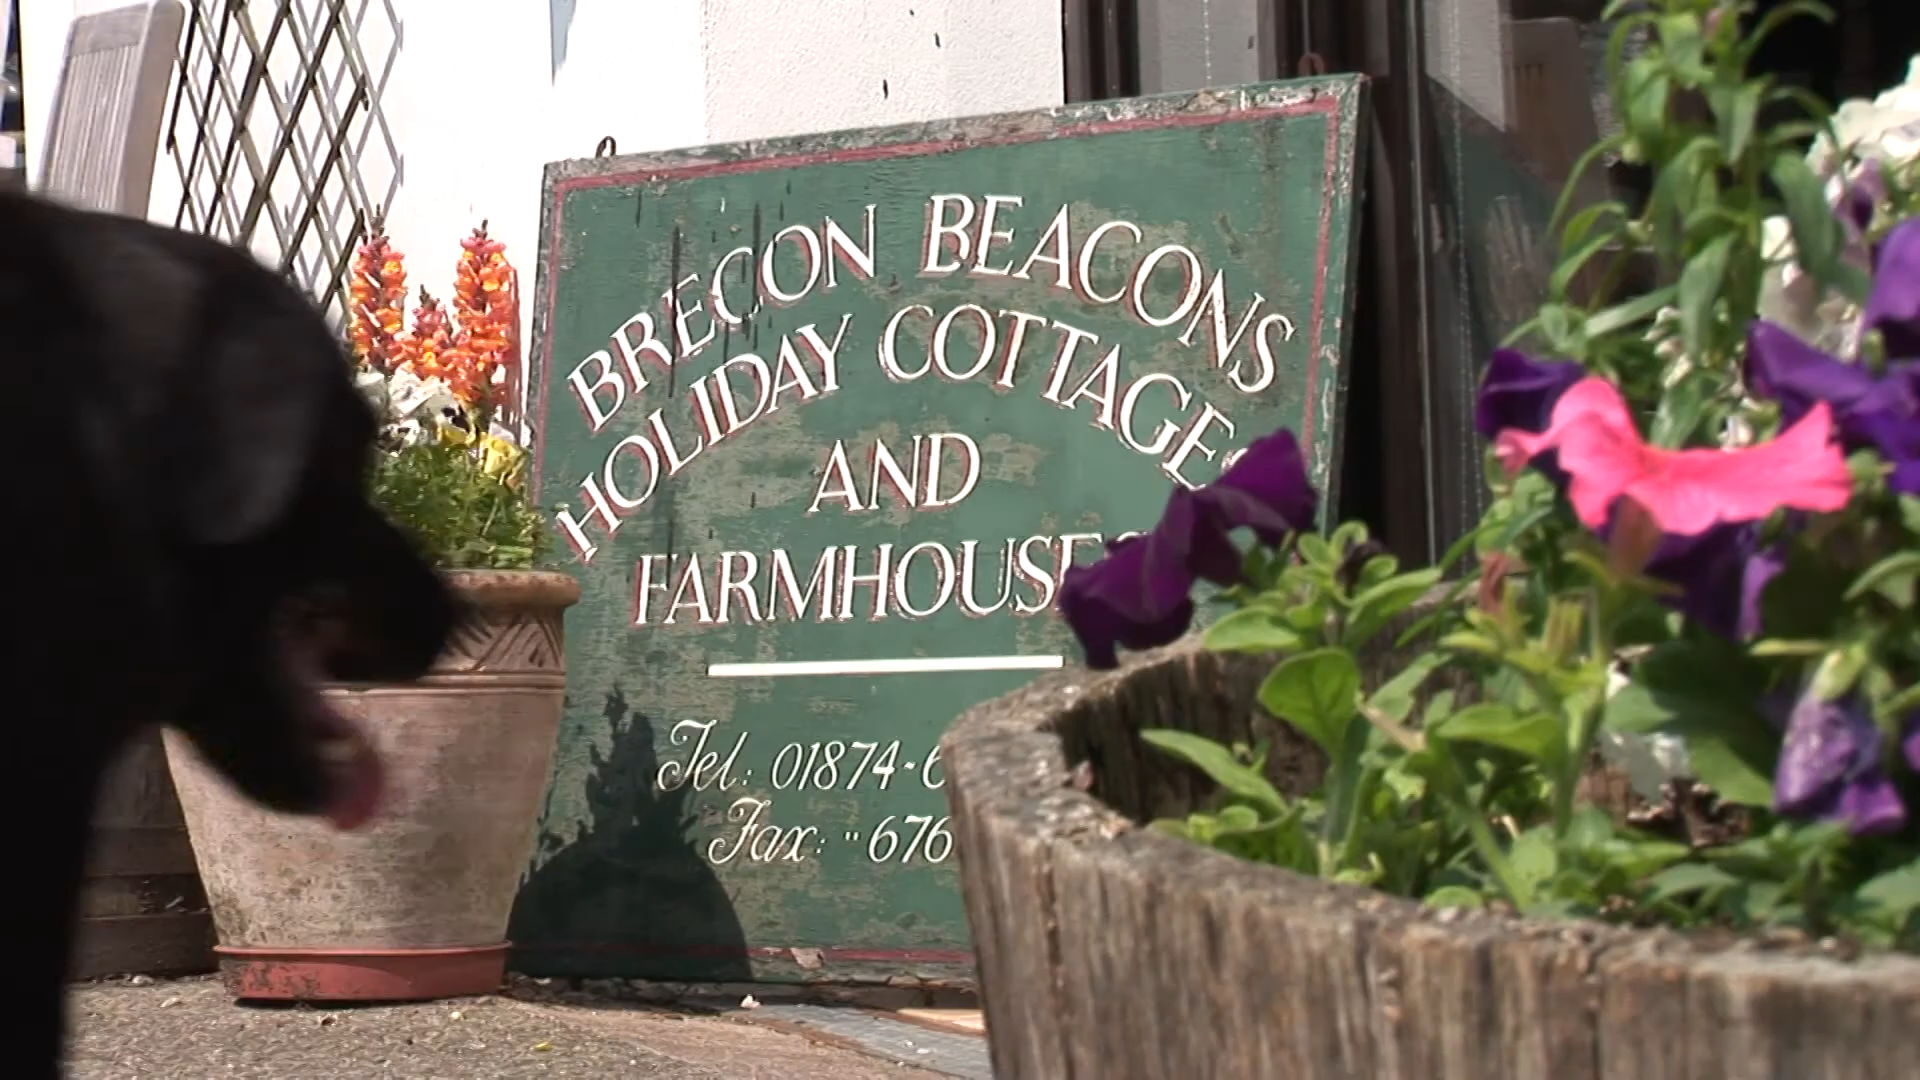 BRECON BEACONS
HOLIDAY COTTAGES
AND
FARMHOUSES
Tel: 01874-6
Fax: " 676